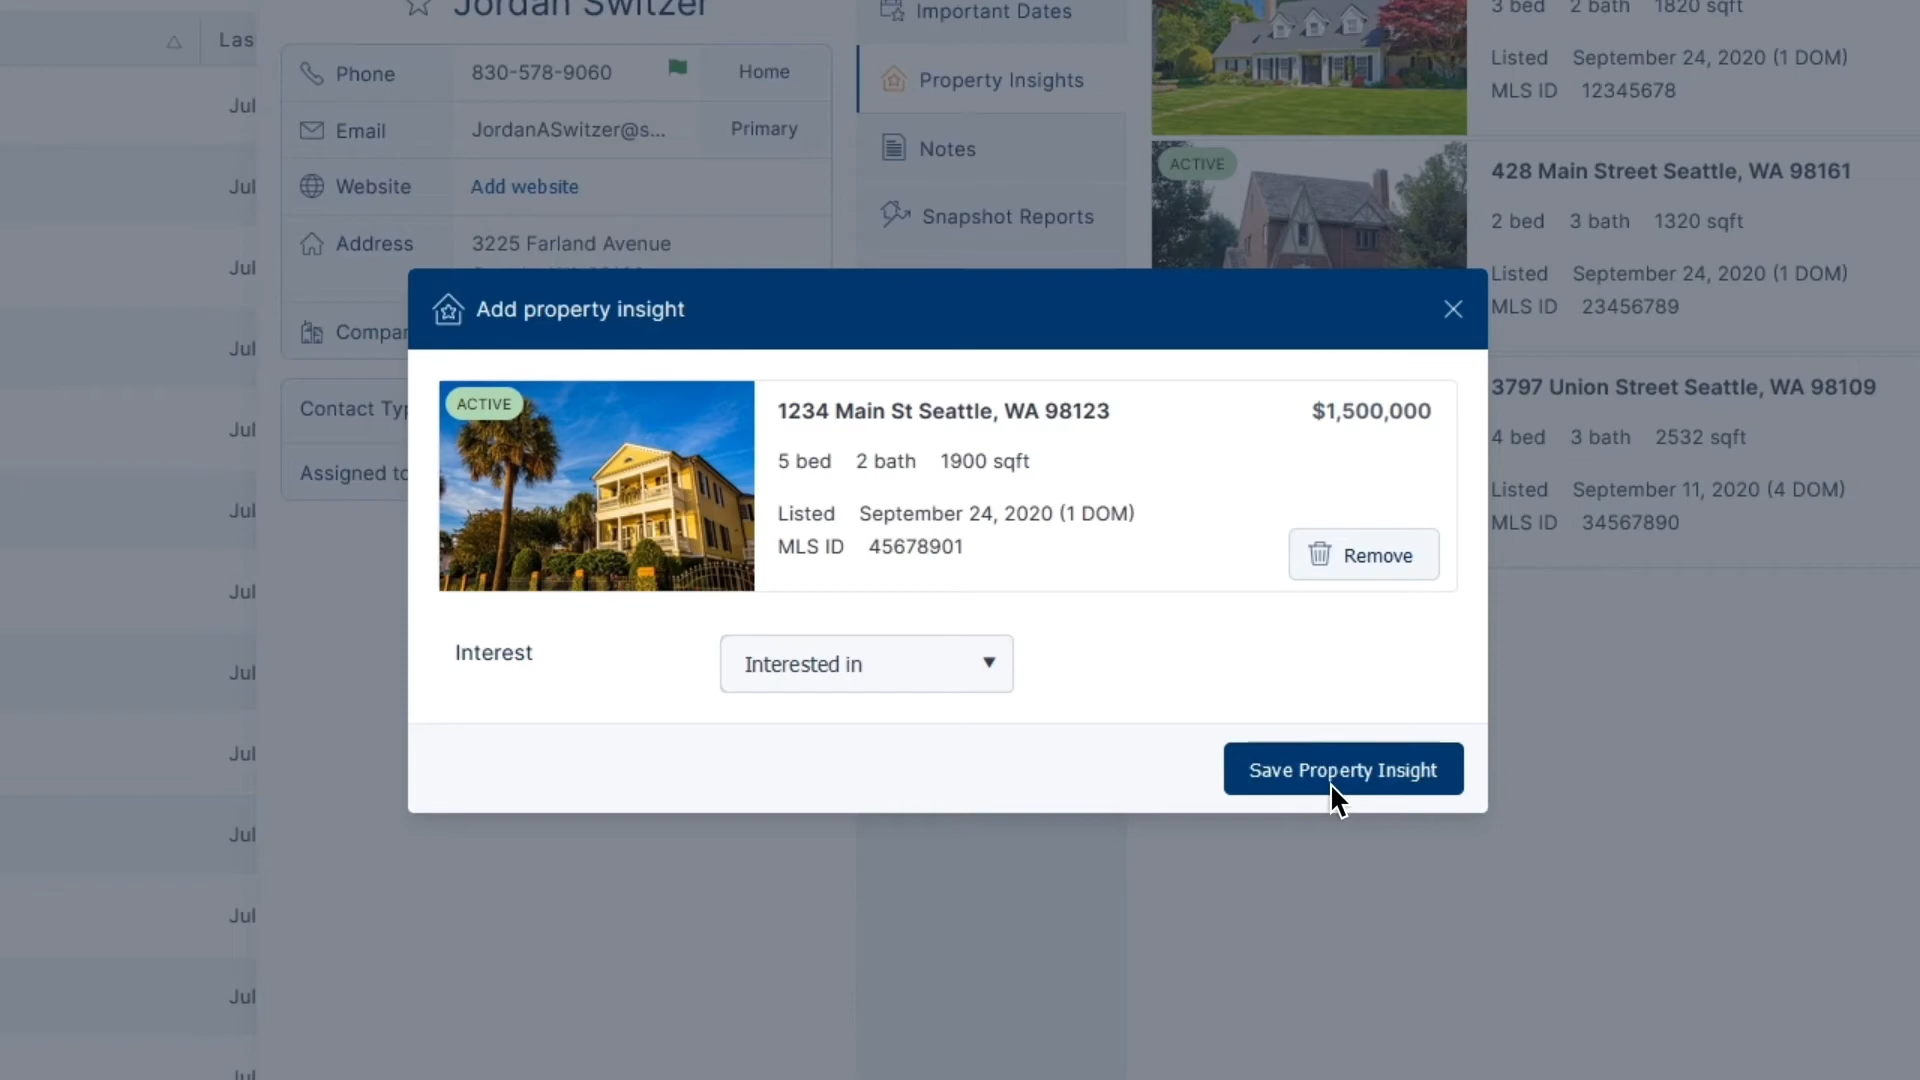 Las
Jul
Jul
Jul
Jul
Jul
Jul
Jul
Jul
Jul
Jul
Jul
Jul
Jul
Jordan Switzer
Phone 830-578-9060 Home
Email JordanASwitzer@s... Primary
Website Add website
Address 3225 Farland Avenue
Compan
Contact Typ
Assigned to
Important Dates
Property Insights
Notes
Snapshot Reports
3 bed 2 bath 1820 sqft
Listed September 24, 2020 (1 DOM)
MLS ID 12345678
ACTIVE
428 Main Street Seattle, WA 98161
2 bed 3 bath 1320 sqft
Listed September 24, 2020 (1 DOM)
MLS ID 23456789
3797 Union Street Seattle, WA 98109
4 bed 3 bath 2532 sqft
Listed September 11, 2020 (4 DOM)
MLS ID 34567890
Add property insight
ACTIVE
1234 Main St Seattle, WA 98123 $1,500,000
5 bed 2 bath 1900 sqft
Listed September 24, 2020 (1 DOM)
MLS ID 45678901
Remove
Interest Interested in
Save Property Insight